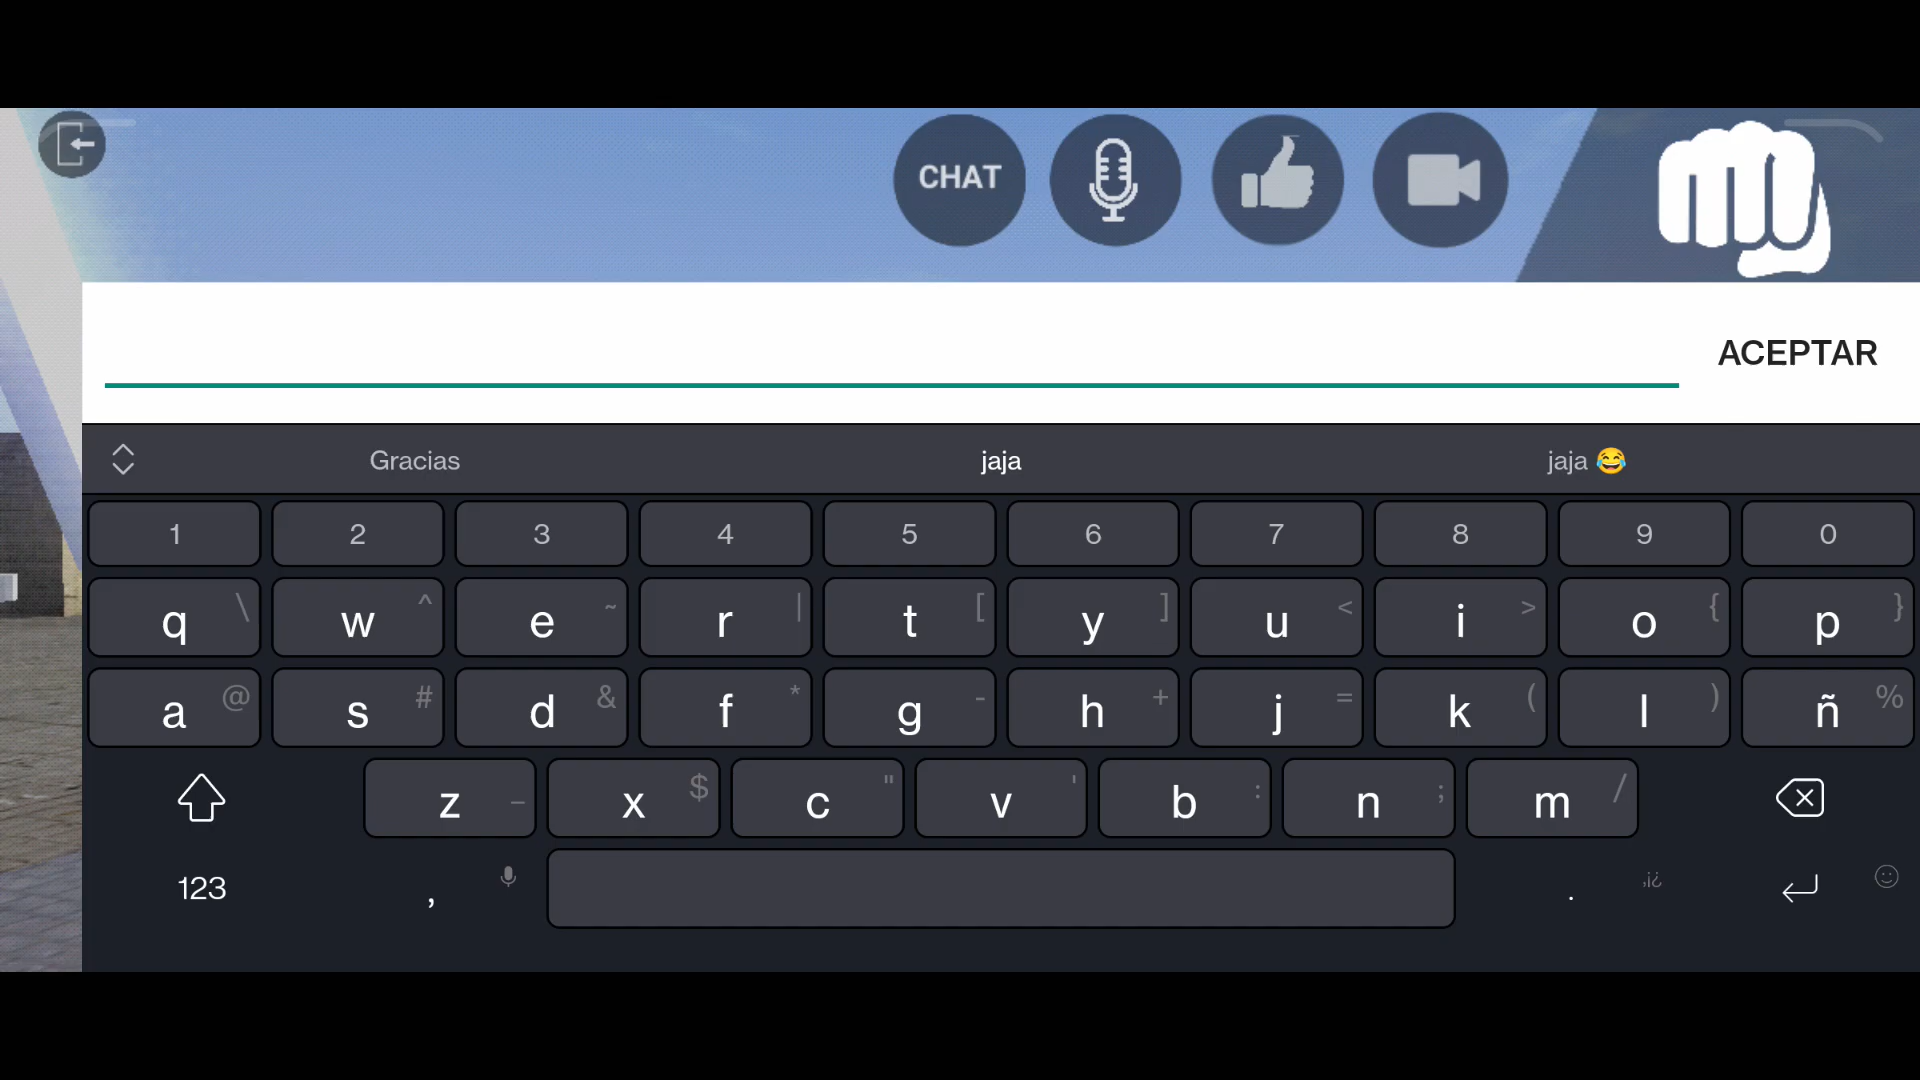 CHAT
ACEPTAR
Gracias jaja jaja 😂
1 2 3 4 5 6 7 8 9 0
q \ w ^ e ~ r | t [ y ] u < i > o { p }
a @ s # d & f * g - h + j = k ( l ) ñ %
z _ x $ c " v ' b : n ; m /
123 , . ,¡¿